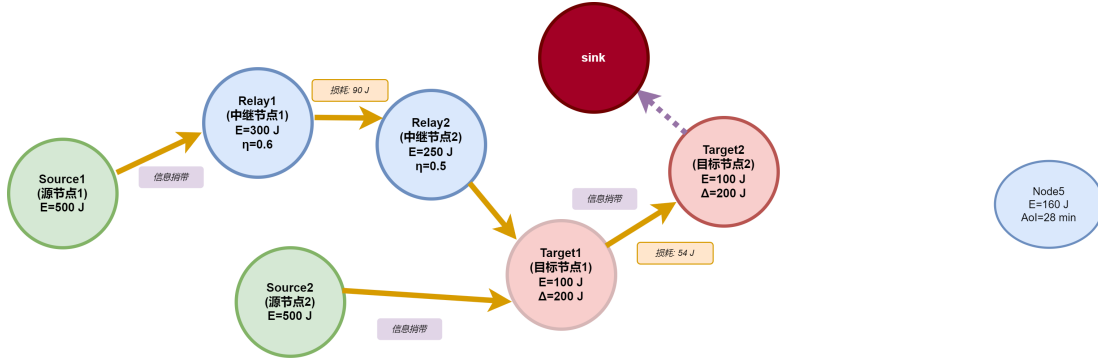 sink
损耗: 90 J
Relay1
(中继节点1)
E=300 J
η=0.6
Relay2
(中继节点2)
E=250 J
η=0.5
Target2
(目标节点2)
E=100 J
Δ=200 J
Source1
(源节点1)
E=500 J
信息捎带
信息捎带
Node5
E=160 J
AoI=28 min
Target1
(目标节点1)
E=100 J
Δ=200 J
损耗: 54 J
Source2
(源节点2)
E=500 J
信息捎带